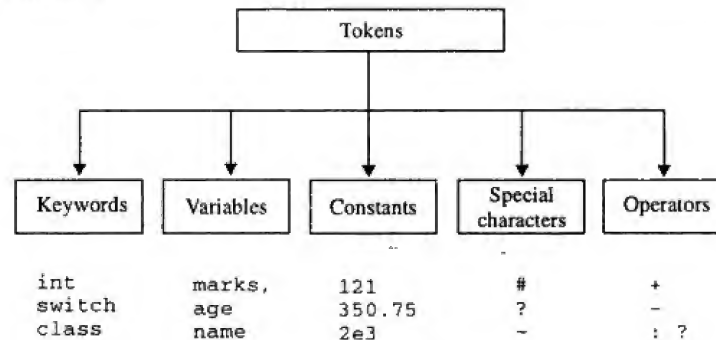 Tokens
Keywords Variables Constants Special characters Operators
int marks, 121 # +
switch age 350.75 ? -
class name 2e3 ~ : ?